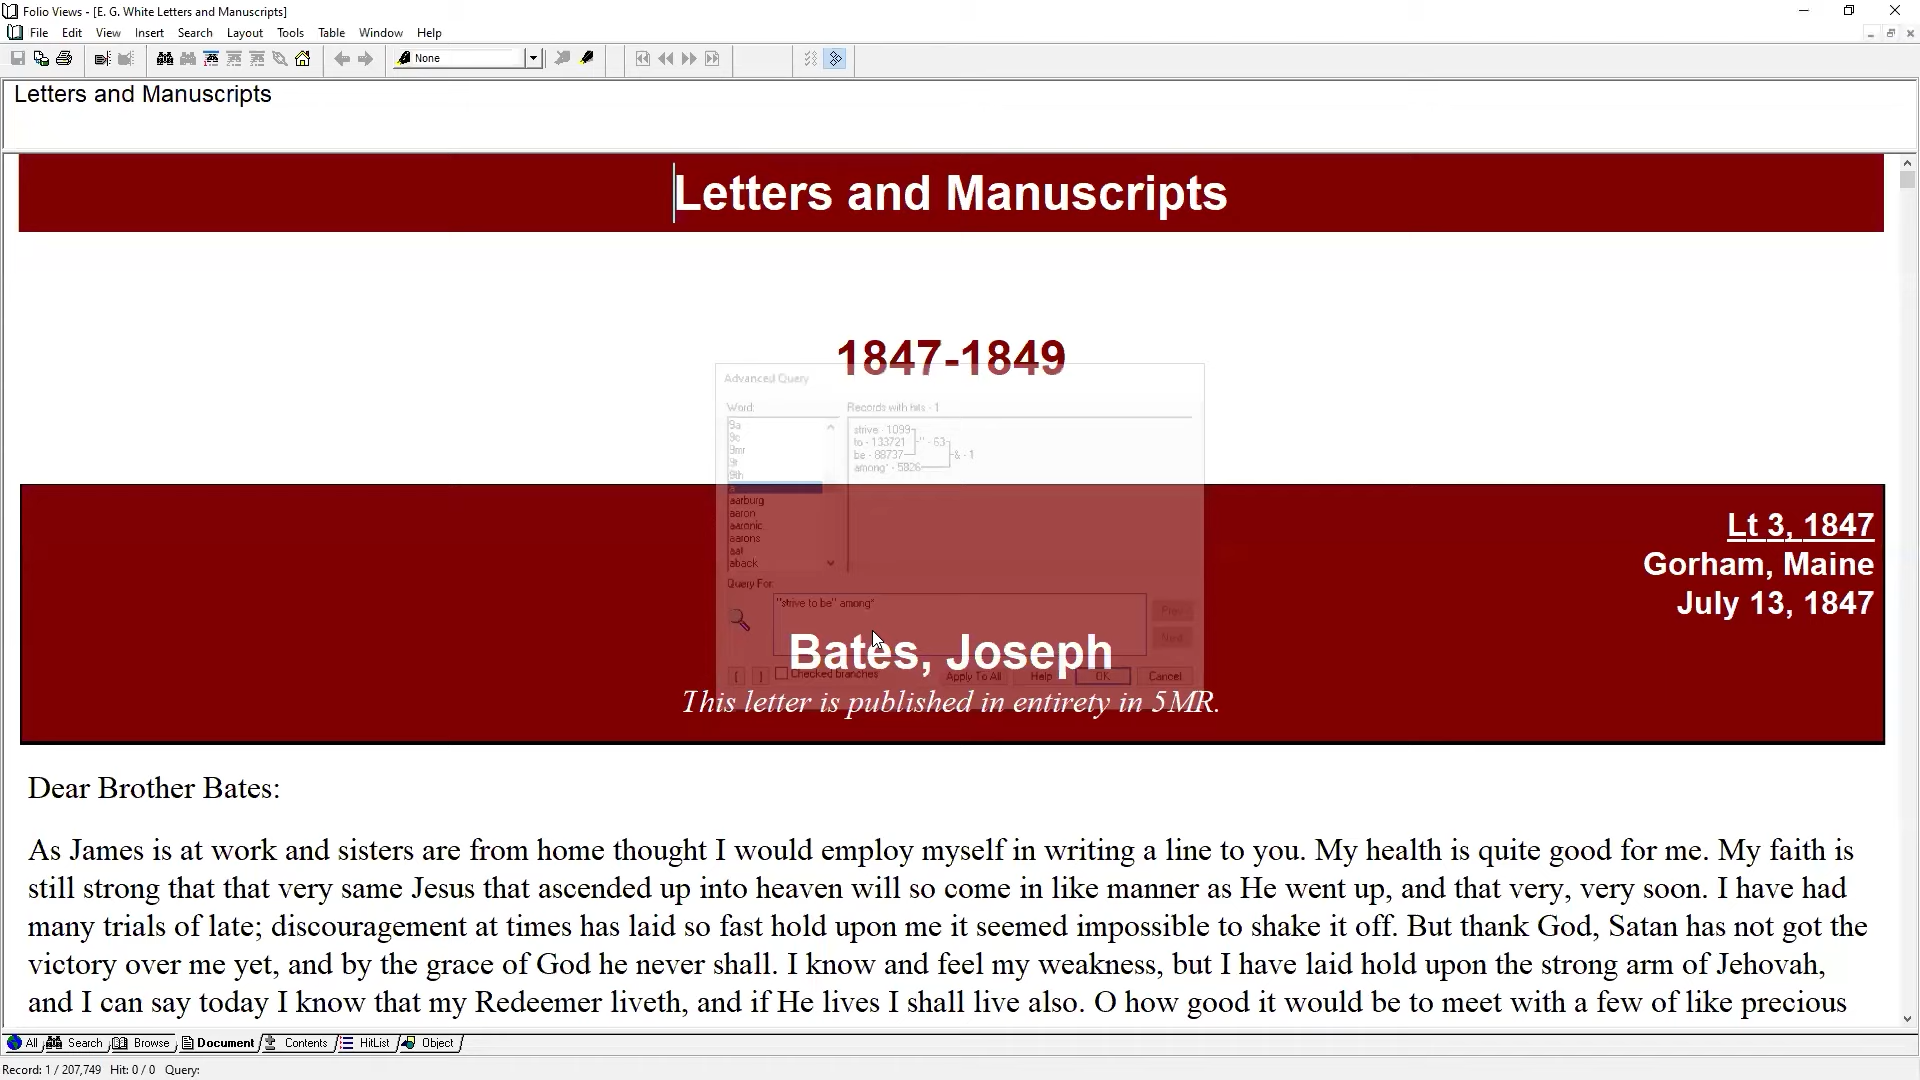 Folio Views - [E. G. White Letters and Manuscripts]
File Edit View Insert Search Layout Tools Table Window Help
None
Letters and Manuscripts
Letters and Manuscripts
1847-1849
Advanced Query
Word:
Records with hits - 1
9a
9c
9mr
9r
9th
a
aarburg
aaron
aaronic
aarons
aat
aback
strive - 1099
to - 133721
be - 88737
among* - 5826
" - 63
& - 1
Query For:
"strive to be" among*
Prev
Next
[ ] Checked branches Apply To All Help OK Cancel
Lt 3, 1847
Gorham, Maine
July 13, 1847
Bates, Joseph
This letter is published in entirety in 5MR.
Dear Brother Bates:
As James is at work and sisters are from home thought I would employ myself in writing a line to you. My health is quite good for me. My faith is
still strong that that very same Jesus that ascended up into heaven will so come in like manner as He went up, and that very, very soon. I have had
many trials of late; discouragement at times has laid so fast hold upon me it seemed impossible to shake it off. But thank God, Satan has not got the
victory over me yet, and by the grace of God he never shall. I know and feel my weakness, but I have laid hold upon the strong arm of Jehovah,
and I can say today I know that my Redeemer liveth, and if He lives I shall live also. O how good it would be to meet with a few of like precious
All Search Browse Document Contents HitList Object
Record: 1 / 207,749 Hit: 0 / 0 Query: